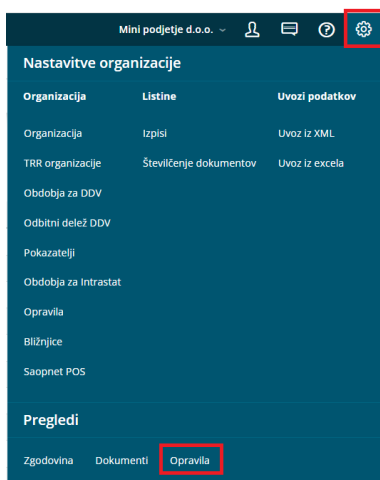 Mini podjetje d.o.o.
Nastavitve organizacije
Organizacija Listine Uvozi podatkov
Organizacija Izpisi Uvoz iz XML
TRR organizacije Številčenje dokumentov Uvoz iz excela
Obdobja za DDV
Odbitni delež DDV
Pokazatelji
Obdobja za Intrastat
Opravila
Bližnjice
Saopnet POS
Pregledi
Zgodovina Dokumenti Opravila